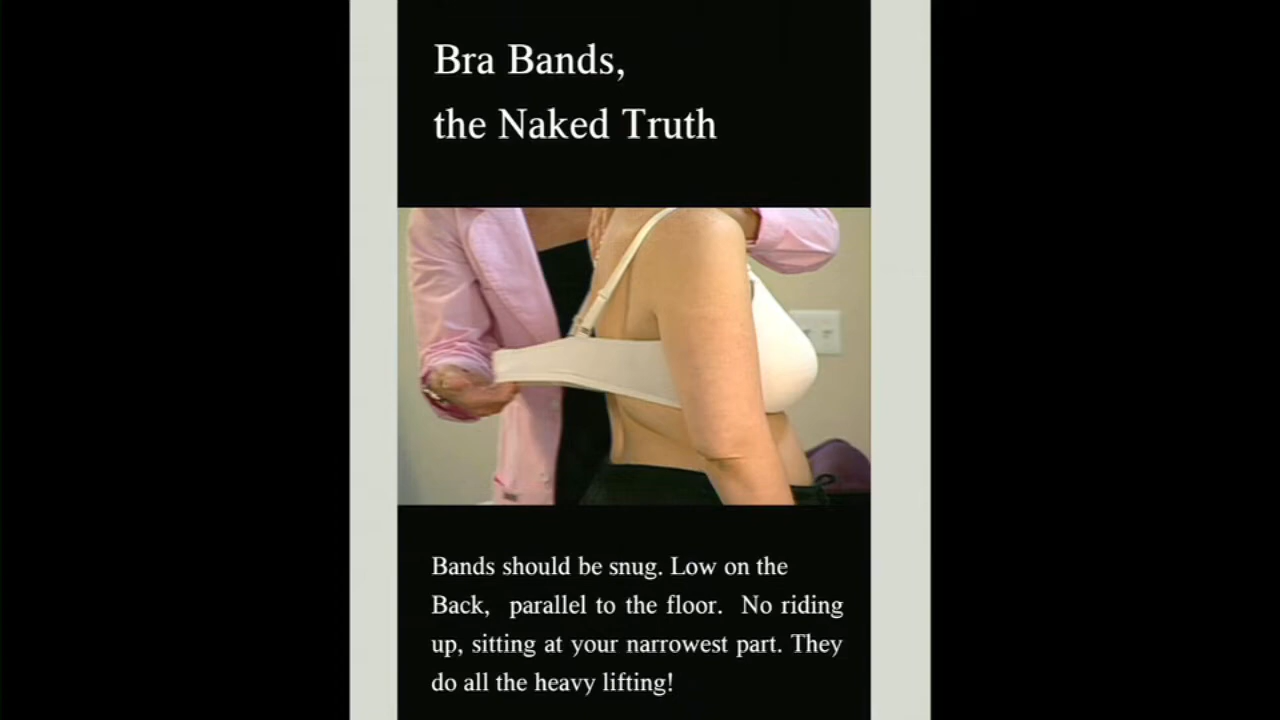 Bra Bands,
the Naked Truth
Bands should be snug. Low on the
Back, parallel to the floor. No riding
up, sitting at your narrowest part. They
do all the heavy lifting!